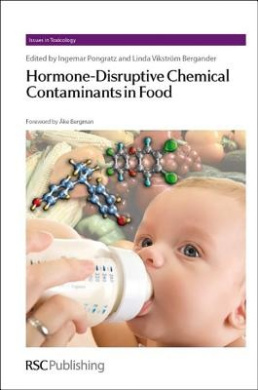 Issues in Toxicology
Edited by Ingemar Pongratz and Linda Vikström Bergander
Hormone-Disruptive Chemical
Contaminants in Food
Foreword by Åke Bergman
RSCPublishing